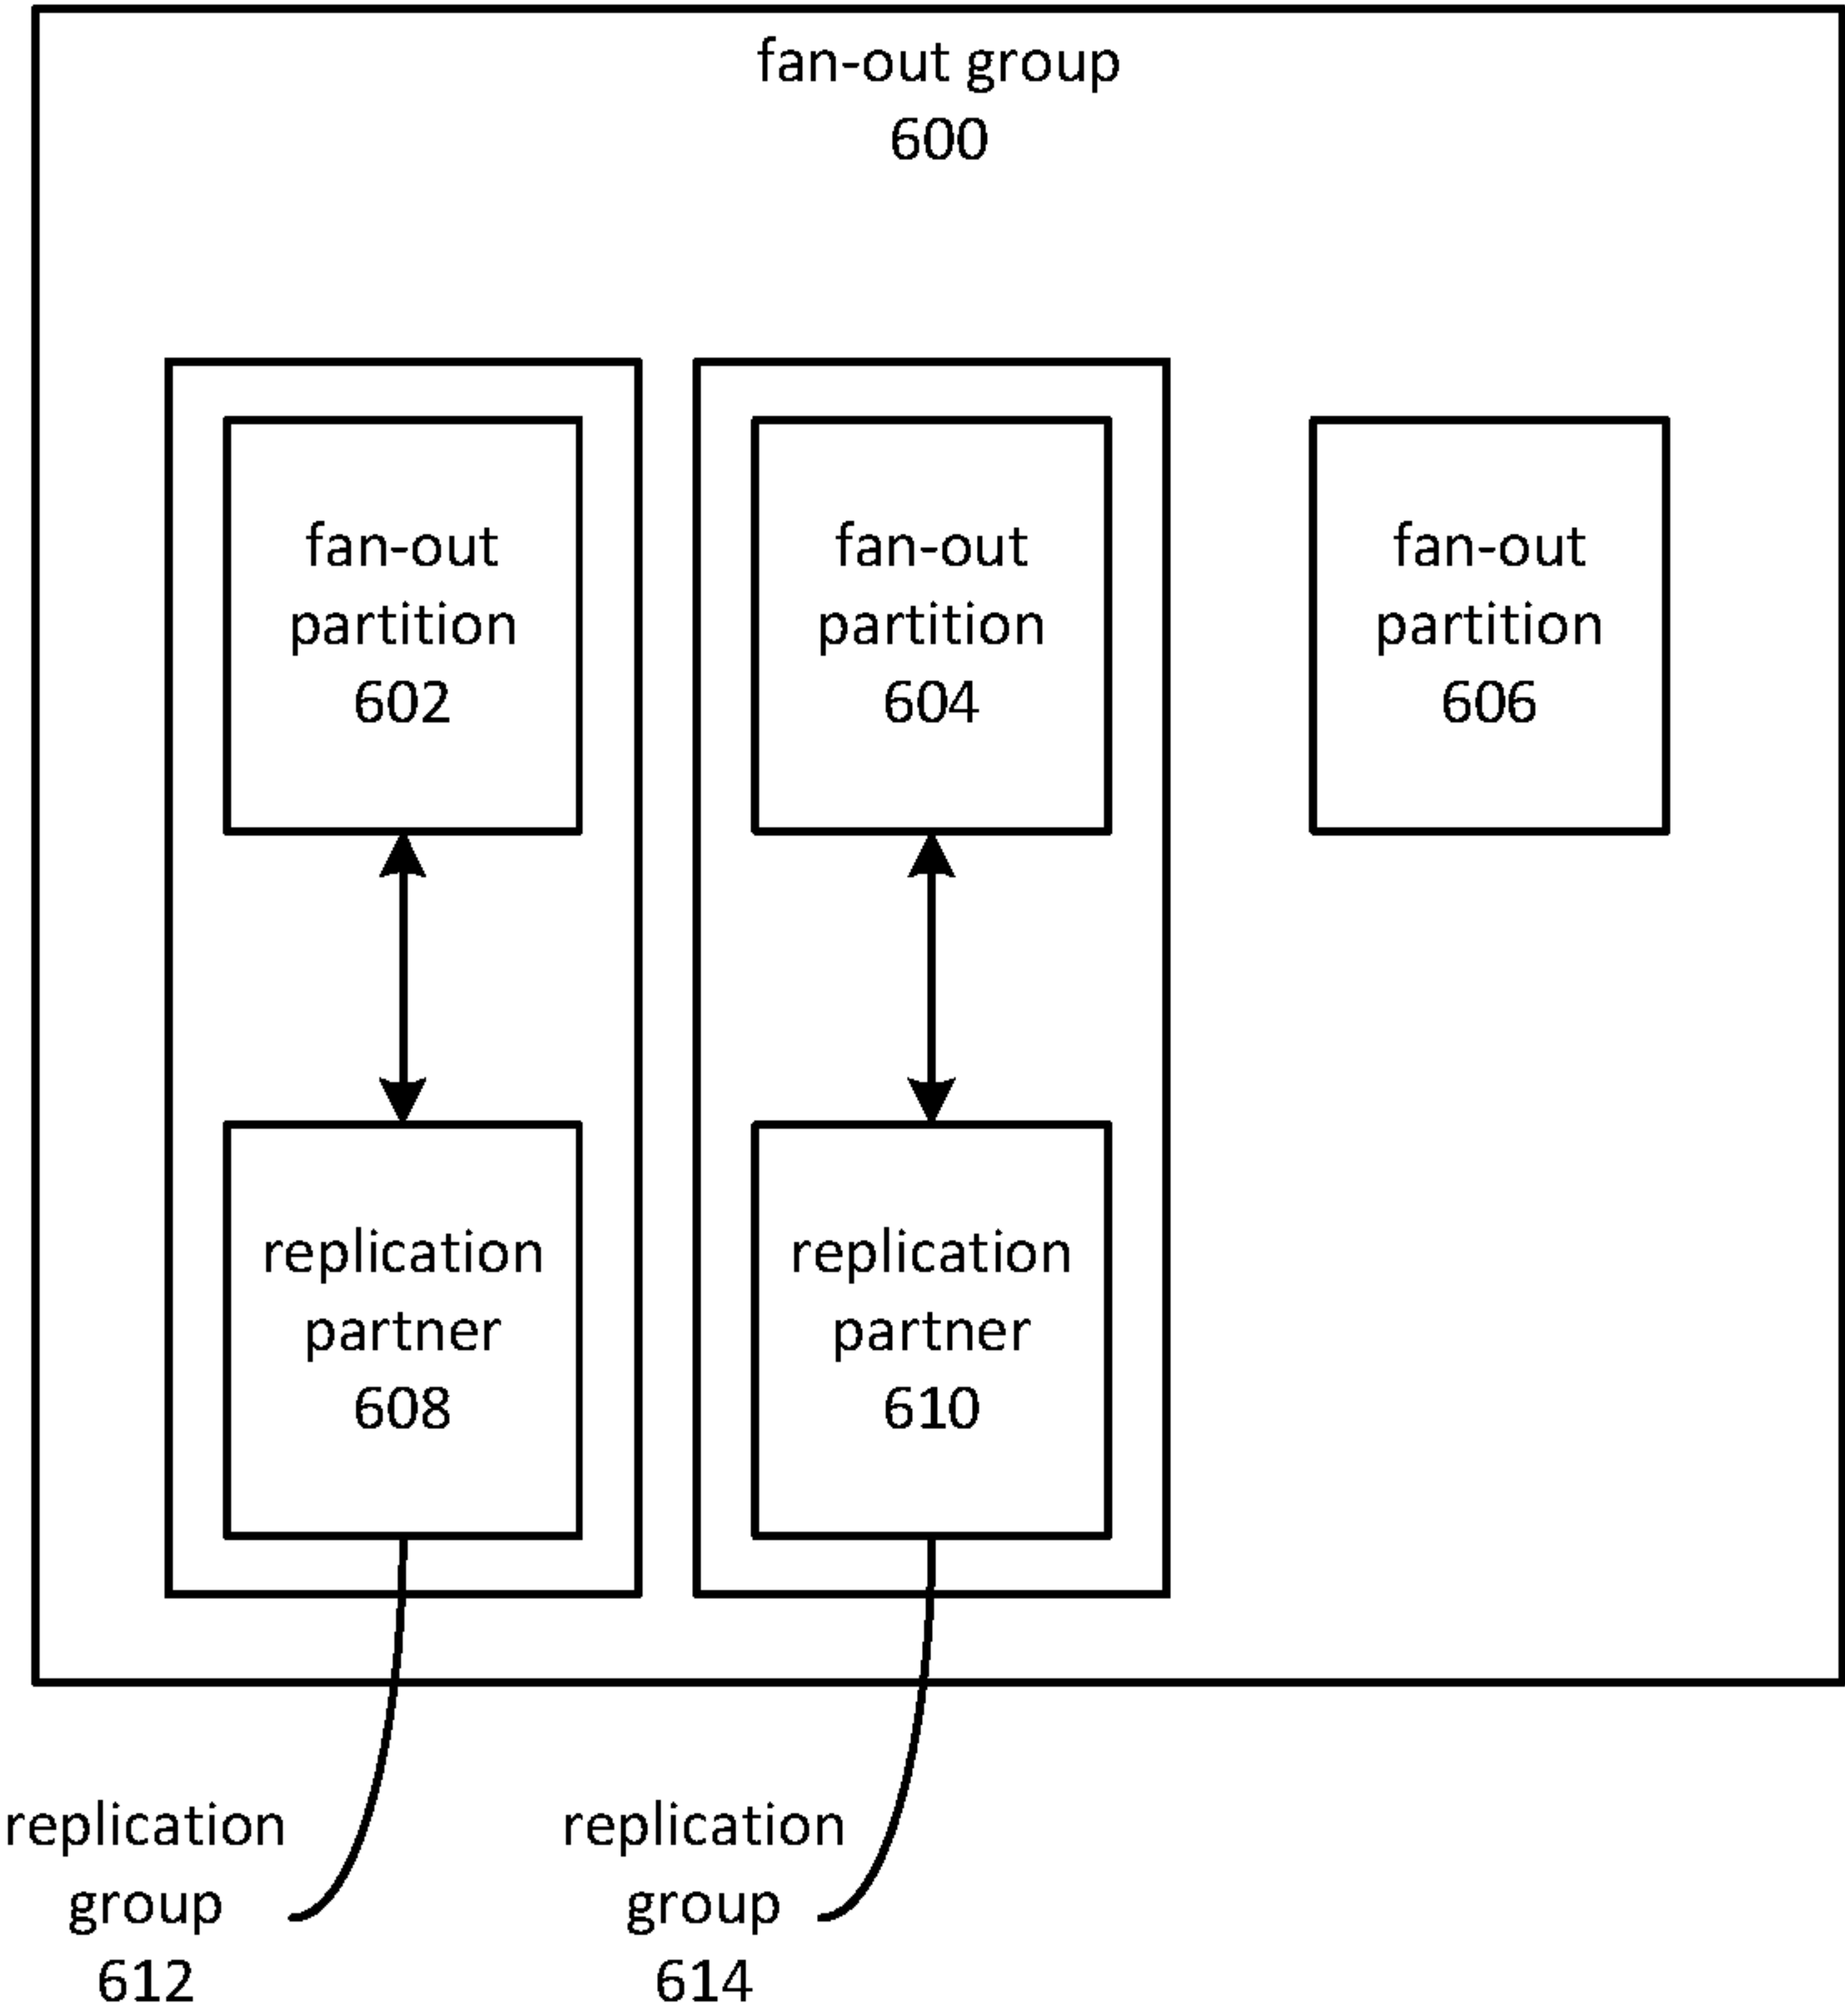 fan-out group
600
fan-out
partition
602
fan-out
partition
604
fan-out
partition
606
replication
partner
608
replication
partner
610
replication
group
612
replication
group
614